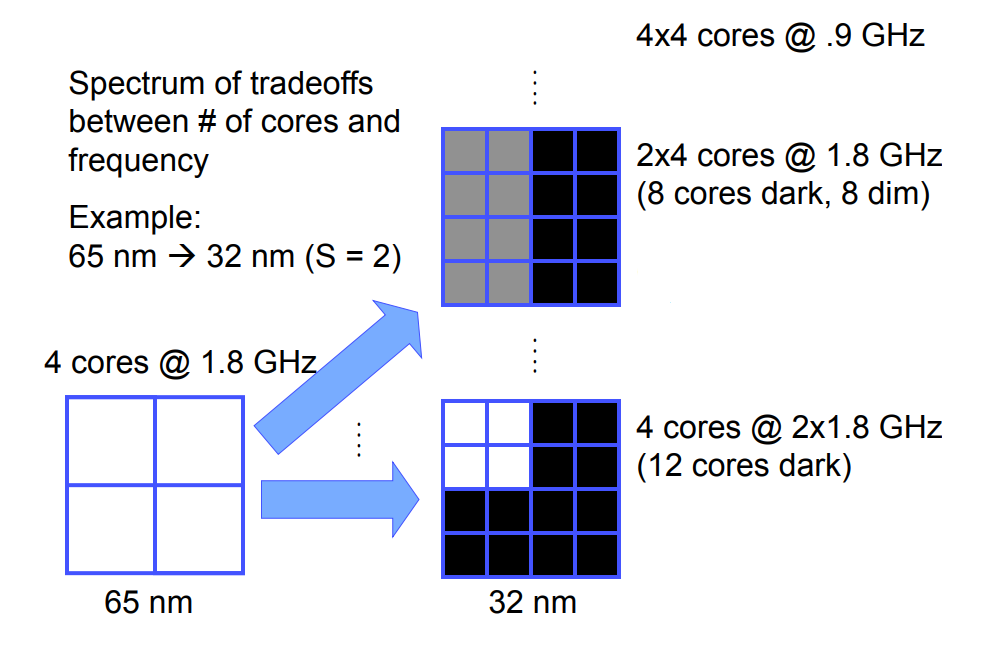 4x4 cores @ .9 GHz
Spectrum of tradeoffs
between # of cores and
frequency
Example:
65 nm → 32 nm (S = 2)
2x4 cores @ 1.8 GHz
(8 cores dark, 8 dim)
4 cores @ 1.8 GHz
4 cores @ 2x1.8 GHz
(12 cores dark)
65 nm
32 nm